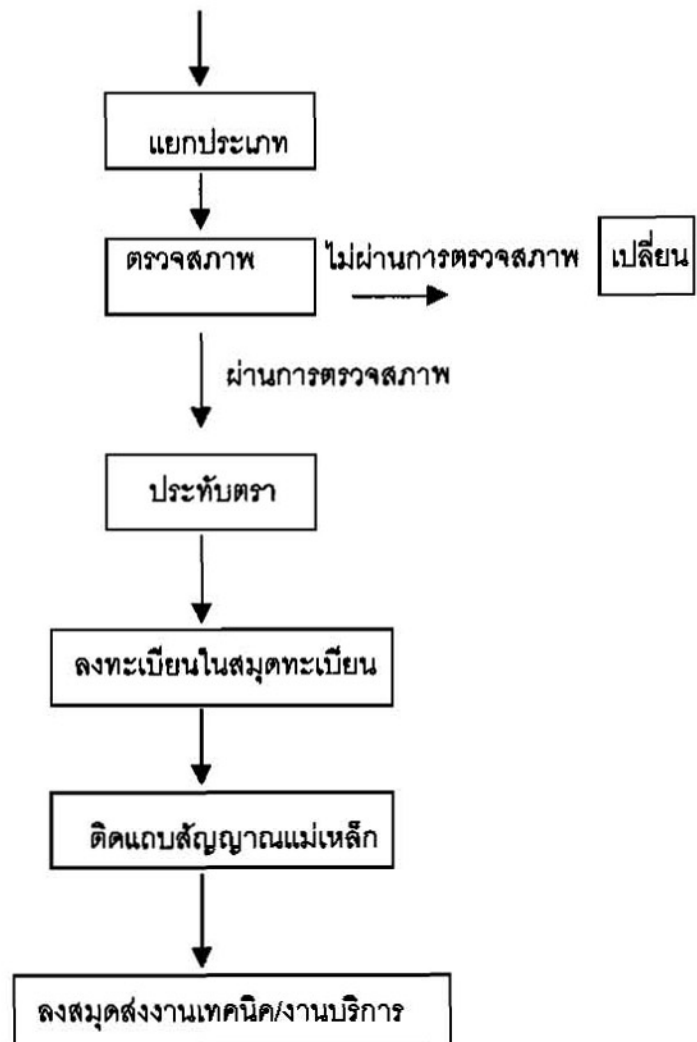 แยกประเภท
ตรวจสภาพ
ไม่ผ่านการตรวจสภาพ
เปลี่ยน
ผ่านการตรวจสภาพ
ประทับตรา
ลงทะเบียนในสมุดทะเบียน
ติดแถบสัญญาณแม่เหล็ก
ลงสมุดส่งงานเทคนิค/งานบริการ